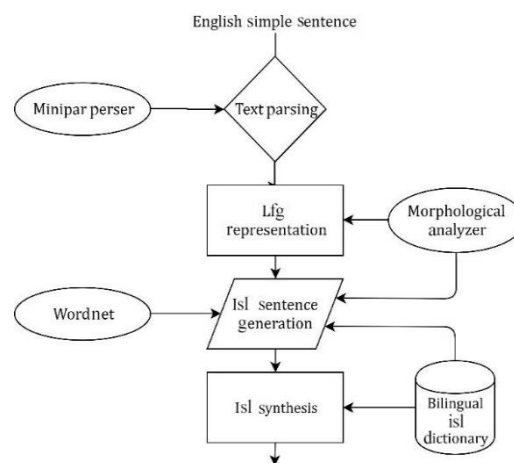 English simple Sentence
Minipar perser
Text parsing
Lfg
representation
Morphological
analyzer
Wordnet
Isl sentence
generation
Isl synthesis
Bilingual
isl
dictionary